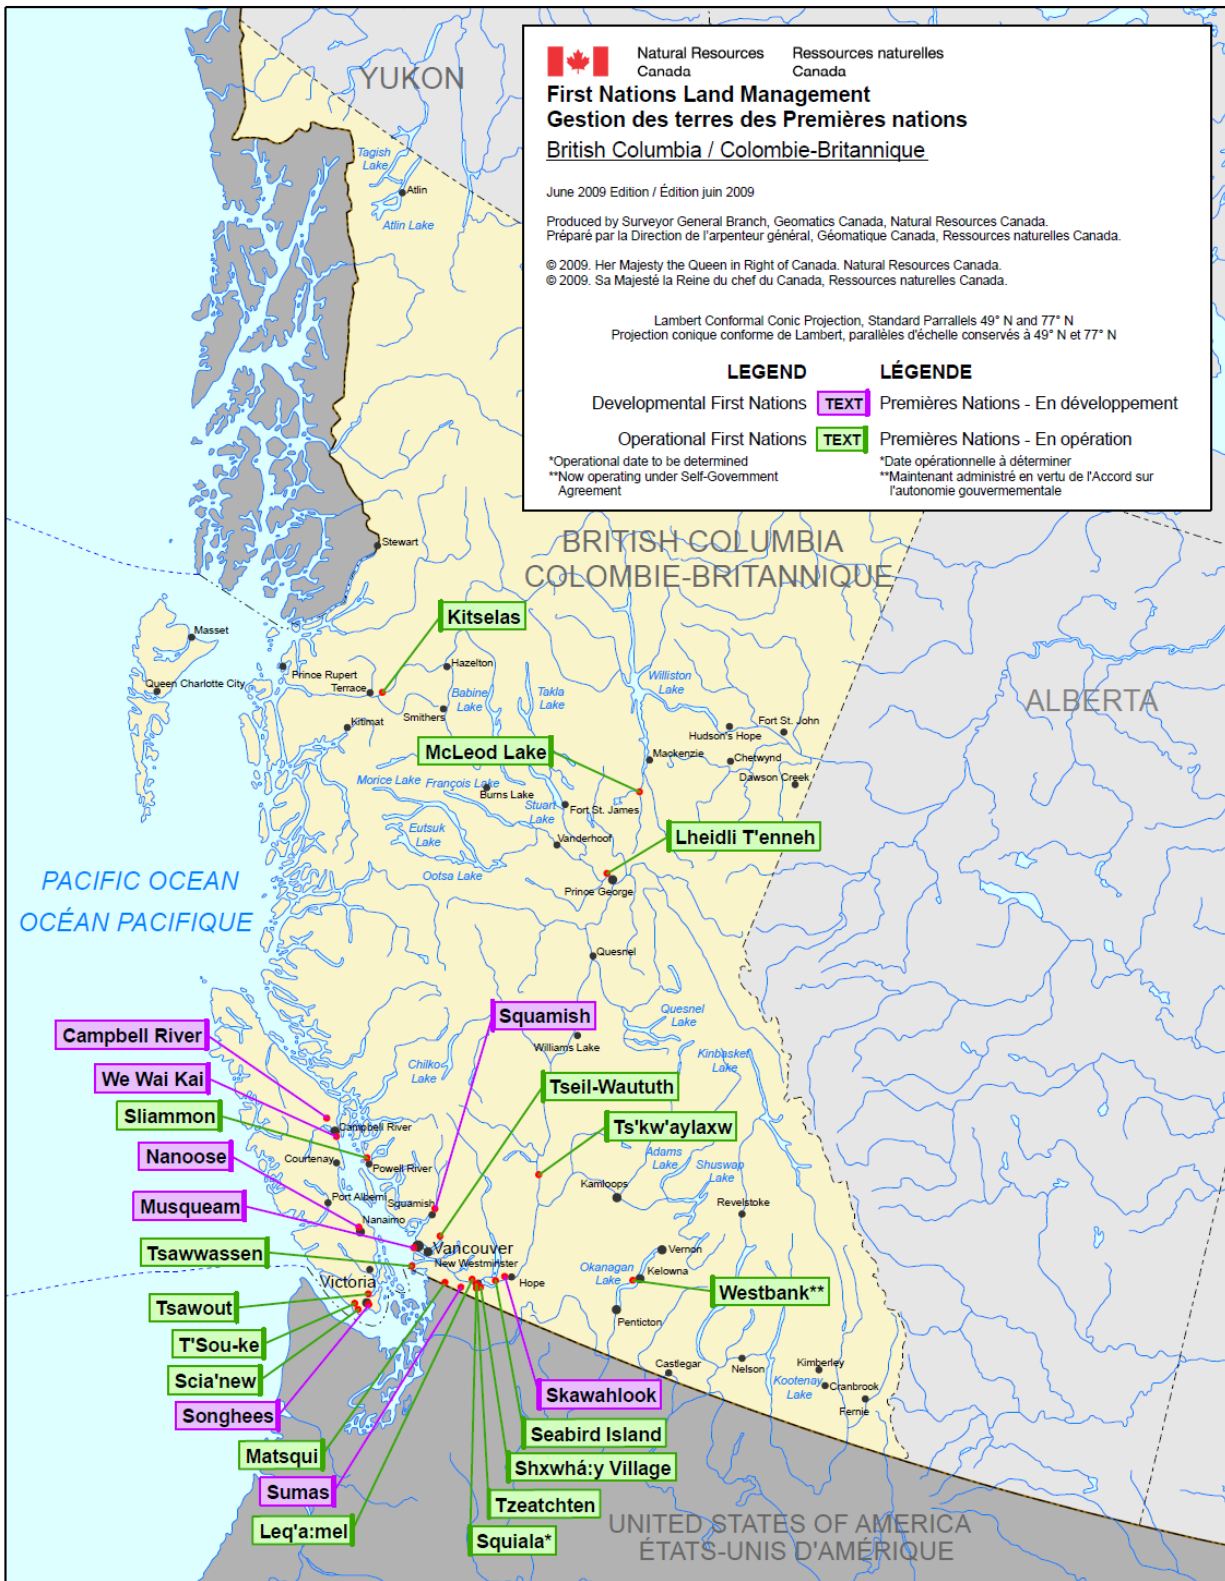 Natural Resources Canada
Ressources naturelles Canada
First Nations Land Management
Gestion des terres des Premières nations
British Columbia / Colombie-Britannique
June 2009 Edition / Édition juin 2009
Produced by Surveyor General Branch, Geomatics Canada, Natural Resources Canada.
Préparé par la Direction de l'arpenteur général, Géomatique Canada, Ressources naturelles Canada.
© 2009. Her Majesty the Queen in Right of Canada. Natural Resources Canada.
© 2009. Sa Majesté la Reine du chef du Canada, Ressources naturelles Canada.
Lambert Conformal Conic Projection, Standard Parrallels 49° N and 77° N
Projection conique conforme de Lambert, parallèles d'échelle conservés à 49° N et 77° N
LEGEND LÉGENDE
Developmental First Nations TEXT Premières Nations - En développement
Operational First Nations TEXT Premières Nations - En opération
*Operational date to be determined
**Now operating under Self-Government
Agreement
*Date opérationnelle à déterminer
**Maintenant administré en vertu de l'Accord sur
l'autonomie gouvermementale
YUKON
Tagish
Lake
Atlin
Atlin Lake
BRITISH COLUMBIA
COLOMBIE-BRITANNIQUE
Stewart
Kitselas
Masset
Queen Charlotte City
Prince Rupert
Terrace
Hazelton
Babine
Lake
Takla
Lake
Williston
Lake
ALBERTA
Smithers
Kitimat
Hudson's Hope
Fort St. John
McLeod Lake
Mackenzie
Chetwynd
Dawson Creek
Morice Lake
François Lake
Burns Lake
Stuart
Lake
Fort St. James
Eutsuk
Lake
Vanderhoof
Lheidli T'enneh
Ootsa Lake
Prince George
PACIFIC OCEAN
OCÉAN PACIFIQUE
Quesnel
Quesnel
Lake
Squamish
Williams Lake
Kinbasket
Lake
Chilko
Lake
Campbell River
We Wai Kai
Sliammon
Nanoose
Musqueam
Tsawwassen
Tsawout
T'Sou-ke
Scia'new
Songhees
Matsqui
Sumas
Leq'a:mel
Tseil-Waututh
Ts'kw'aylaxw
Campbell River
Courtenay
Powell River
Port Alberni
Squamish
Nanaimo
Vancouver
New Westminster
Victoria
Hope
Adams
Lake
Shuswap
Lake
Kamloops
Revelstoke
Vernon
Okanagan
Lake
Kelowna
Westbank**
Penticton
Castlegar
Nelson
Kimberley
Kootenay
Lake
Cranbrook
Fernie
Skawahlook
Seabird Island
Shxwhá:y Village
Tzeatchten
Squiala*
UNITED STATES OF AMERICA
ÉTATS-UNIS D'AMÉRIQUE